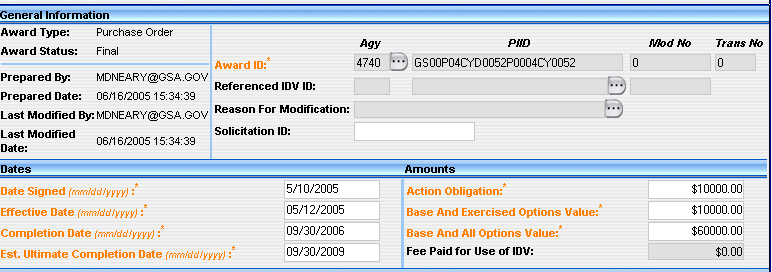 General Information
Award Type: Purchase Order
Award Status: Final
Agy PIID Mod No Trans No
Award ID:* 4740 ... GS00P04CYD0052P0004CY0052 0 0
Prepared By: MDNEARY@GSA.GOV
Referenced IDV ID: ...
Prepared Date: 06/16/2005 15:34:39
Reason For Modification: ...
Last Modified By: MDNEARY@GSA.GOV
Solicitation ID:
Last Modified
Date: 06/16/2005 15:34:39
Dates Amounts
Date Signed (mm/dd/yyyy) :* 5/10/2005 Action Obligation:* $10000.00
Effective Date (mm/dd/yyyy) :* 05/12/2005 Base And Exercised Options Value:* $10000.00
Completion Date (mm/dd/yyyy) :* 09/30/2006 Base And All Options Value:* $60000.00
Est. Ultimate Completion Date (mm/dd/yyyy) :* 09/30/2009 Fee Paid for Use of IDV: $0.00